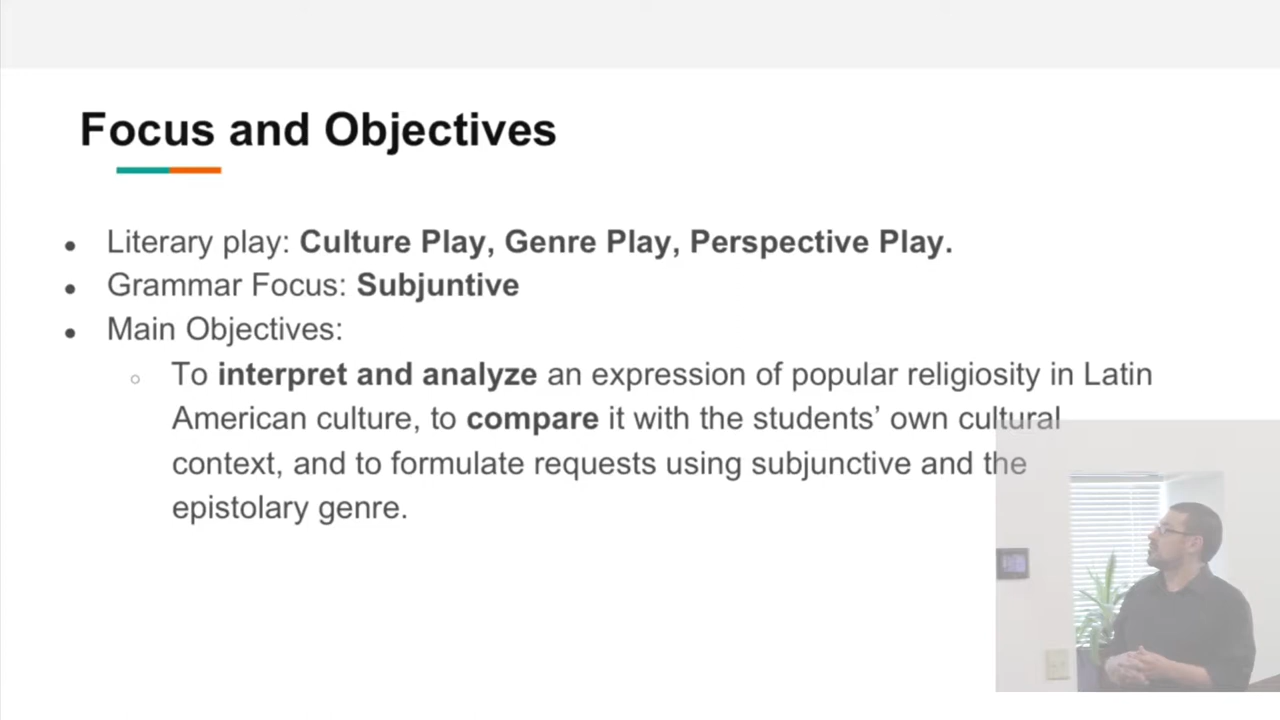 Focus and Objectives
● Literary play: Culture Play, Genre Play, Perspective Play.
● Grammar Focus: Subjuntive
● Main Objectives:
○ To interpret and analyze an expression of popular religiosity in Latin
American culture, to compare it with the students’ own cultural
context, and to formulate requests using subjunctive and the
epistolary genre.